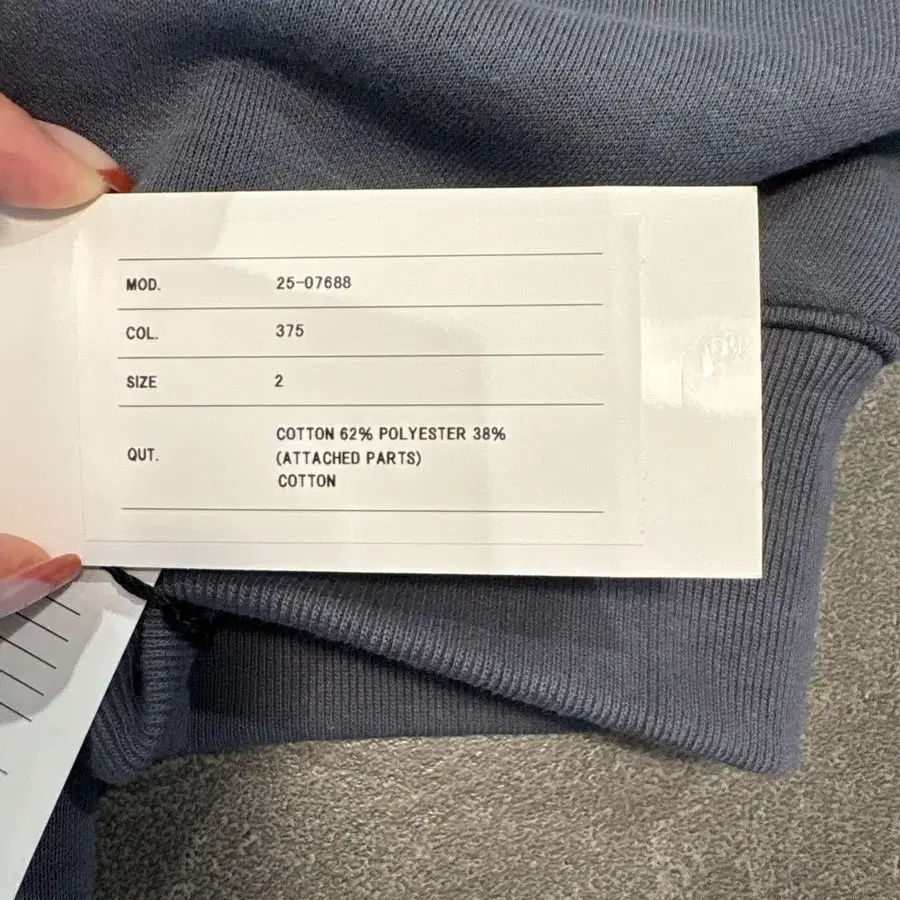 MOD. 25-07688
COL. 375
SIZE 2
QUT. COTTON 62% POLYESTER 38%
(ATTACHED PARTS)
COTTON